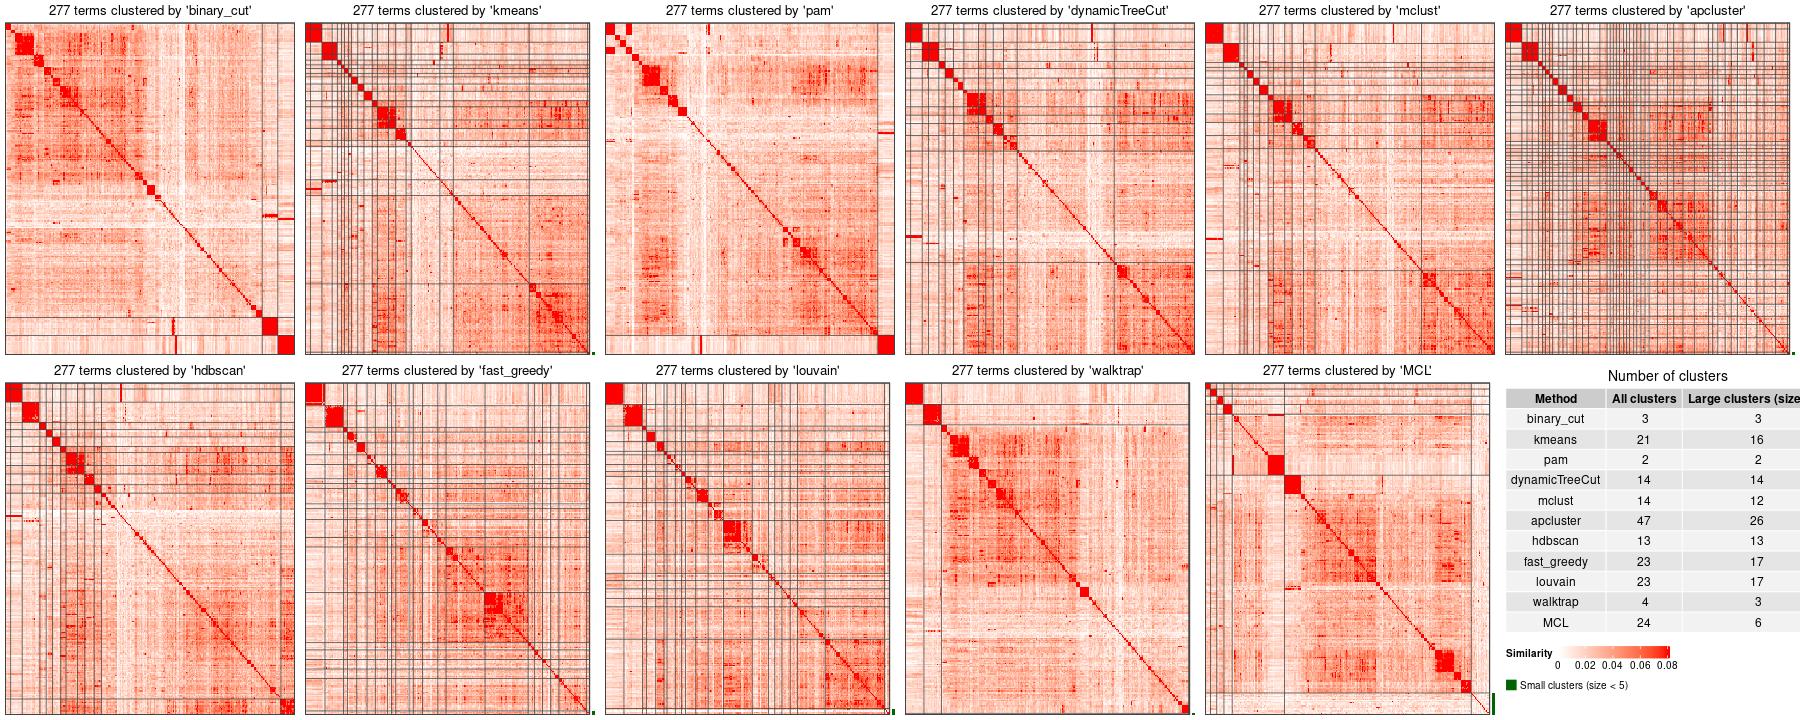 277 terms clustered by 'binary_cut'
277 terms clustered by 'kmeans'
277 terms clustered by 'pam'
277 terms clustered by 'dynamicTreeCut'
277 terms clustered by 'mclust'
277 terms clustered by 'apcluster'
277 terms clustered by 'hdbscan'
277 terms clustered by 'fast_greedy'
277 terms clustered by 'louvain'
277 terms clustered by 'walktrap'
277 terms clustered by 'MCL'
Number of clusters
Method All clusters Large clusters (size
binary_cut 3 3
kmeans 21 16
pam 2 2
dynamicTreeCut 14 14
mclust 14 12
apcluster 47 26
hdbscan 13 13
fast_greedy 23 17
louvain 23 17
walktrap 4 3
MCL 24 6
Similarity
0 0.02 0.04 0.06 0.08
Small clusters (size < 5)